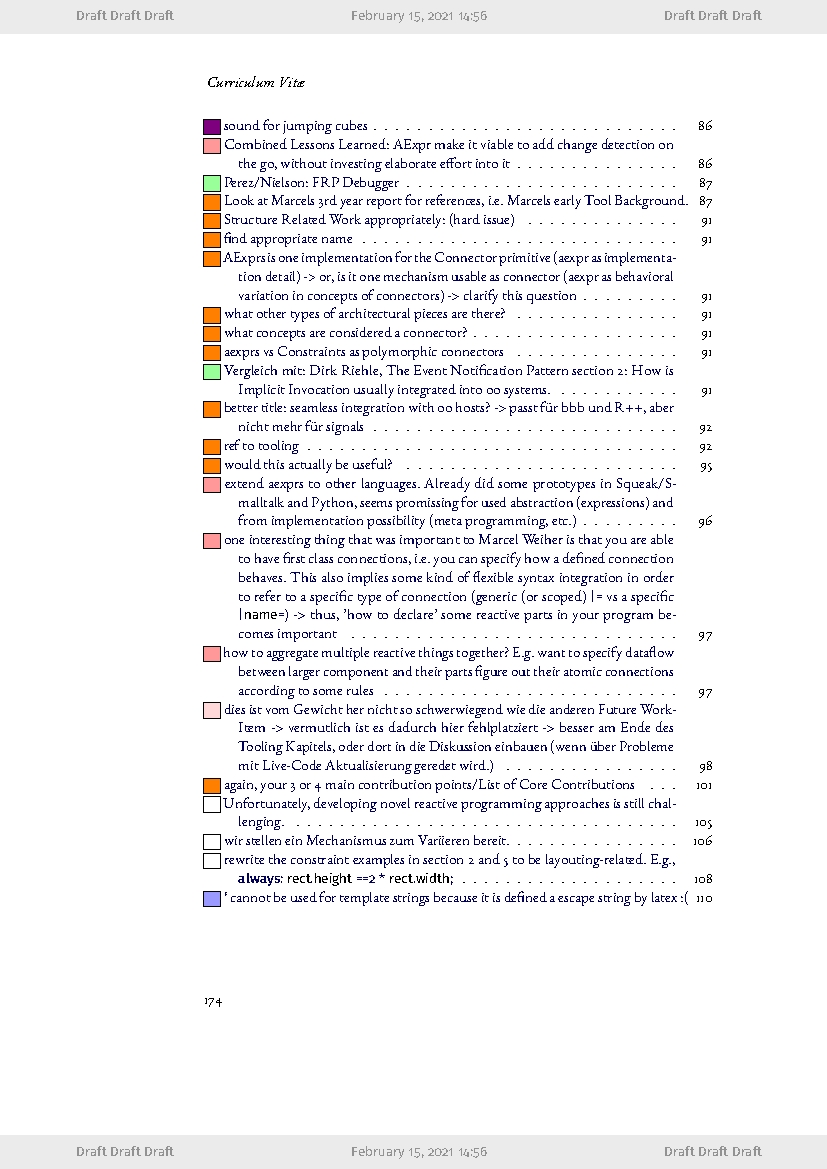 Draft Draft Draft February 15, 2021 14:56 Draft Draft Draft
Curriculum Vitæ
sound for jumping cubes . . . . . . . . . . . . . . . . . . . . . . . . . . . . 86
Combined Lessons Learned: AExpr make it viable to add change detection on
the go, without investing elaborate effort into it . . . . . . . . . . . . . . . 86
Perez/Nielson: FRP Debugger . . . . . . . . . . . . . . . . . . . . . . . . . 87
Look at Marcels 3rd year report for references, i.e. Marcels early Tool Background. 87
Structure Related Work appropriately: (hard issue) . . . . . . . . . . . . . . 91
find appropriate name . . . . . . . . . . . . . . . . . . . . . . . . . . . . . 91
AExprs is one implementation for the Connector primitive (aexpr as implementa-
tion detail) -> or, is it one mechanism usable as connector (aexpr as behavioral
variation in concepts of connectors) -> clarify this question . . . . . . . . . 91
what other types of architectural pieces are there? . . . . . . . . . . . . . . . 91
what concepts are considered a connector? . . . . . . . . . . . . . . . . . . . 91
aexprs vs Constraints as polymorphic connectors . . . . . . . . . . . . . . . 91
Vergleich mit: Dirk Riehle, The Event Notification Pattern section 2: How is
Implicit Invocation usually integrated into oo systems. . . . . . . . . . . . 91
better title: seamless integration with oo hosts? -> passt für bbb und R++, aber
nicht mehr für signals . . . . . . . . . . . . . . . . . . . . . . . . . . . . 92
ref to tooling . . . . . . . . . . . . . . . . . . . . . . . . . . . . . . . . . . 92
would this actually be useful? . . . . . . . . . . . . . . . . . . . . . . . . . 95
extend aexprs to other languages. Already did some prototypes in Squeak/S-
malltalk and Python, seems promissing for used abstraction (expressions) and
from implementation possibility (meta programming, etc.) . . . . . . . . . 96
one interesting thing that was important to Marcel Weiher is that you are able
to have first class connections, i.e. you can specify how a defined connection
behaves. This also implies some kind of flexible syntax integration in order
to refer to a specific type of connection (generic (or scoped) |= vs a specific
|name=) -> thus, 'how to declare' some reactive parts in your program be-
comes important . . . . . . . . . . . . . . . . . . . . . . . . . . . . . . 97
how to aggregate multiple reactive things together? E.g. want to specify dataflow
between larger component and their parts figure out their atomic connections
according to some rules . . . . . . . . . . . . . . . . . . . . . . . . . . . 97
dies ist vom Gewicht her nicht so schwerwiegend wie die anderen Future Work-
Item -> vermutlich ist es dadurch hier fehlplatziert -> besser am Ende des
Tooling Kapitels, oder dort in die Diskussion einbauen (wenn über Probleme
mit Live-Code Aktualisierung geredet wird.) . . . . . . . . . . . . . . . . 98
again, your 3 or 4 main contribution points/List of Core Contributions . . . 101
Unfortunately, developing novel reactive programming approaches is still chal-
lenging. . . . . . . . . . . . . . . . . . . . . . . . . . . . . . . . . . . . 105
wir stellen ein Mechanismus zum Variieren bereit. . . . . . . . . . . . . . . . 106
rewrite the constraint examples in section 2 and 5 to be layouting-related. E.g.,
always: rect.height ==2 * rect.width; . . . . . . . . . . . . . . . . . . . . 108
' cannot be used for template strings because it is defined a escape string by latex :( 110
174
Draft Draft Draft February 15, 2021 14:56 Draft Draft Draft